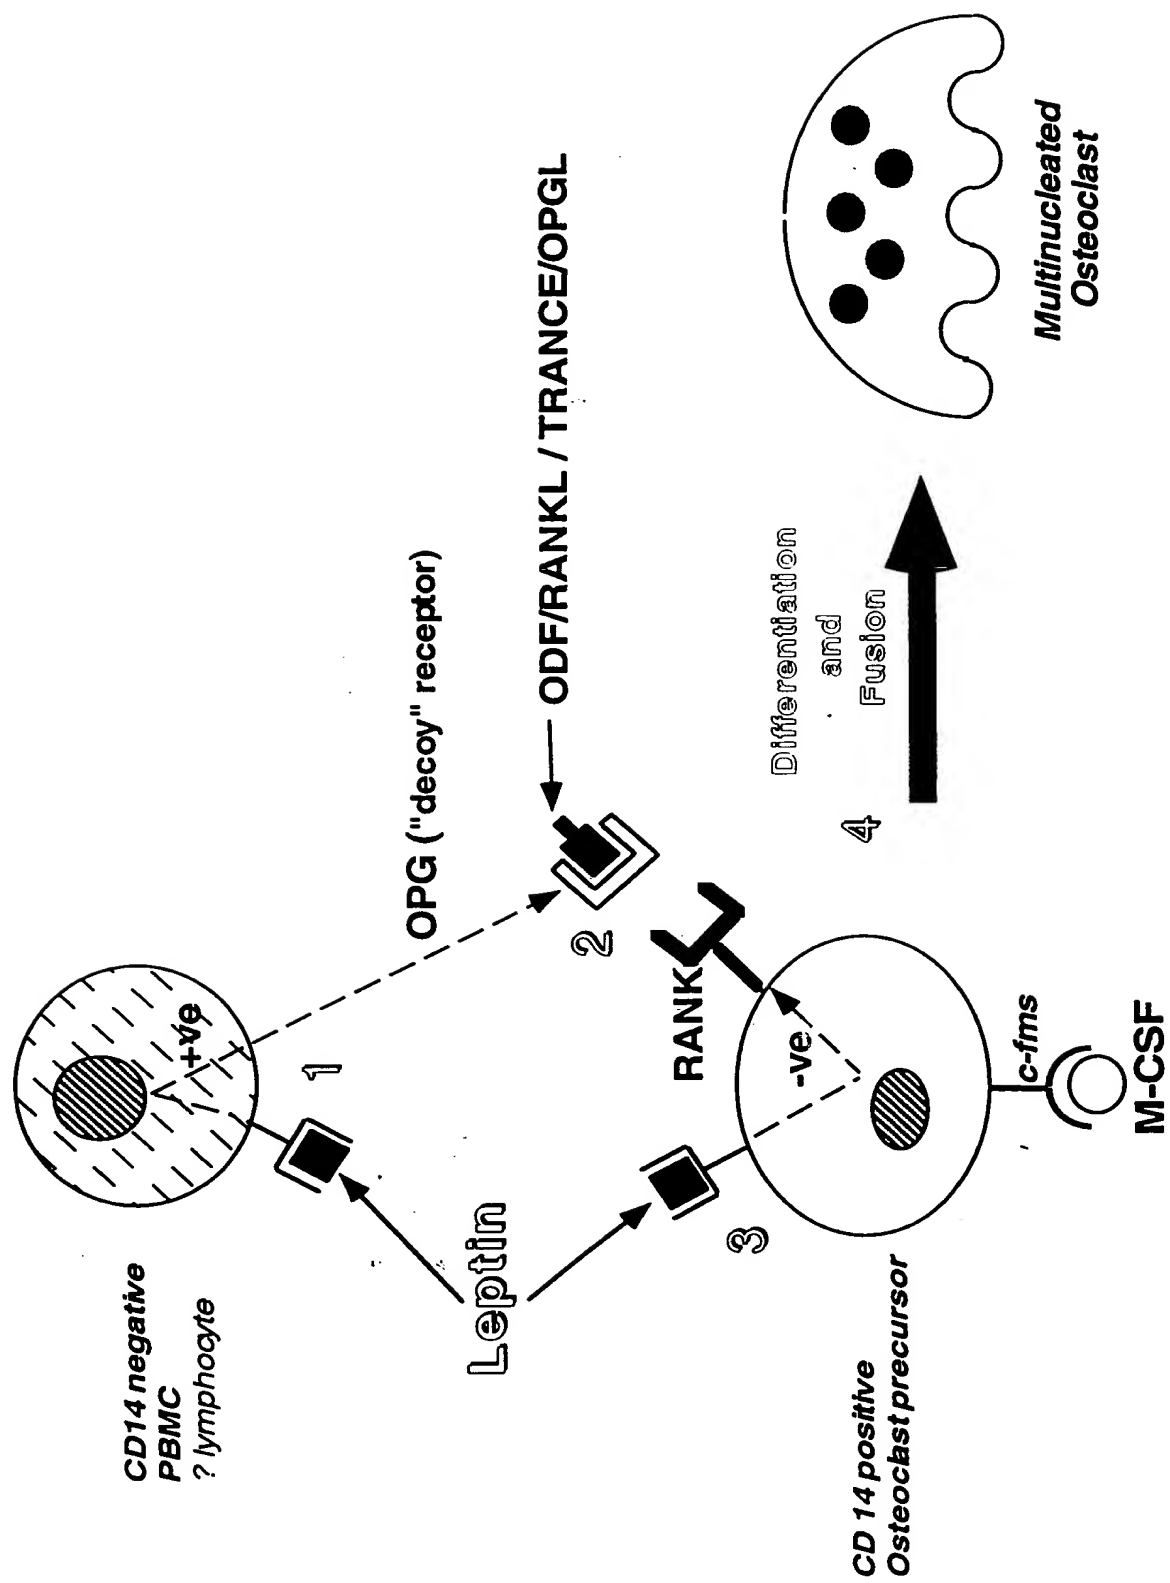 CD14 negative
PBMC
? lymphocyte
+ve
1
OPG ("decoy" receptor)
Leptin
ODF/RANKL / TRANCE/OPGL
2
3
RANK
-ve
CD 14 positive
Osteoclast precursor
c-fms
M-CSF
4
Differentiation
and
Fusion
Multinucleated
Osteoclast